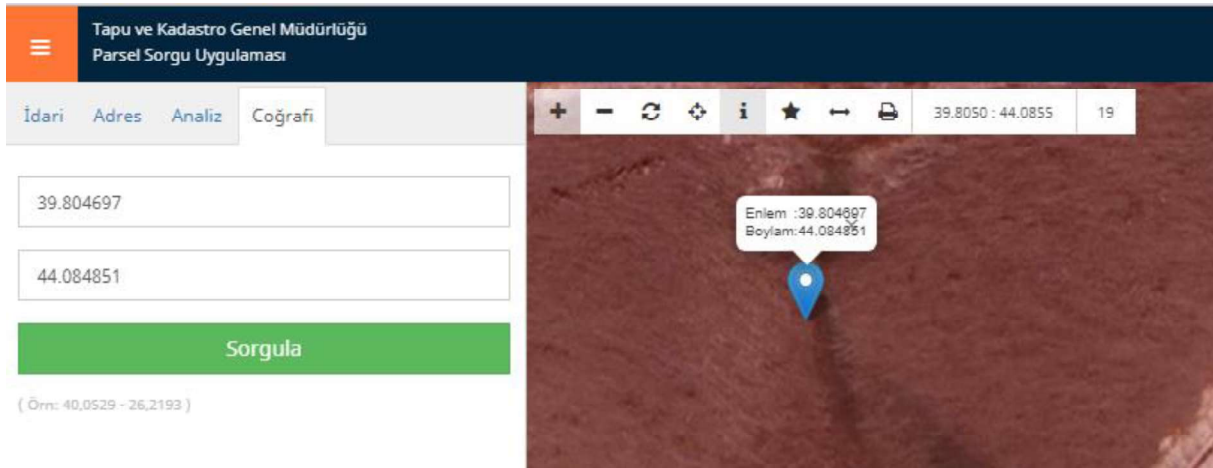 Tapu ve Kadastro Genel Müdürlüğü
Parsel Sorgu Uygulaması
İdari Adres Analiz Coğrafi
39.8050 : 44.0855 19
39.804697
44.084851
Sorgula
( Örn: 40,0529 - 26,2193 )
Enlem :39.804697
Boylam:44.084851